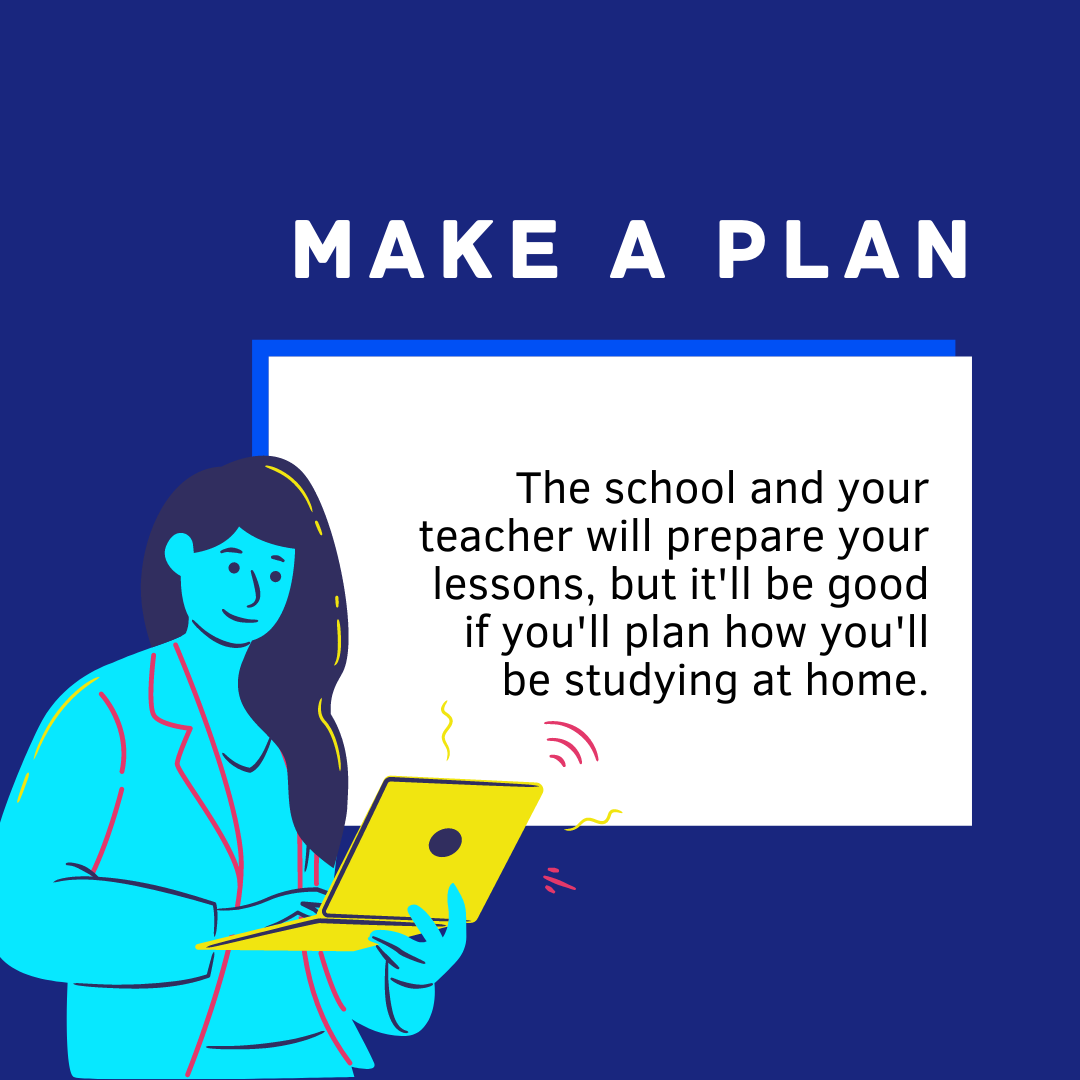 MAKE A PLAN
The school and your
teacher will prepare your
lessons, but it'll be good
if you'll plan how you'll
be studying at home.